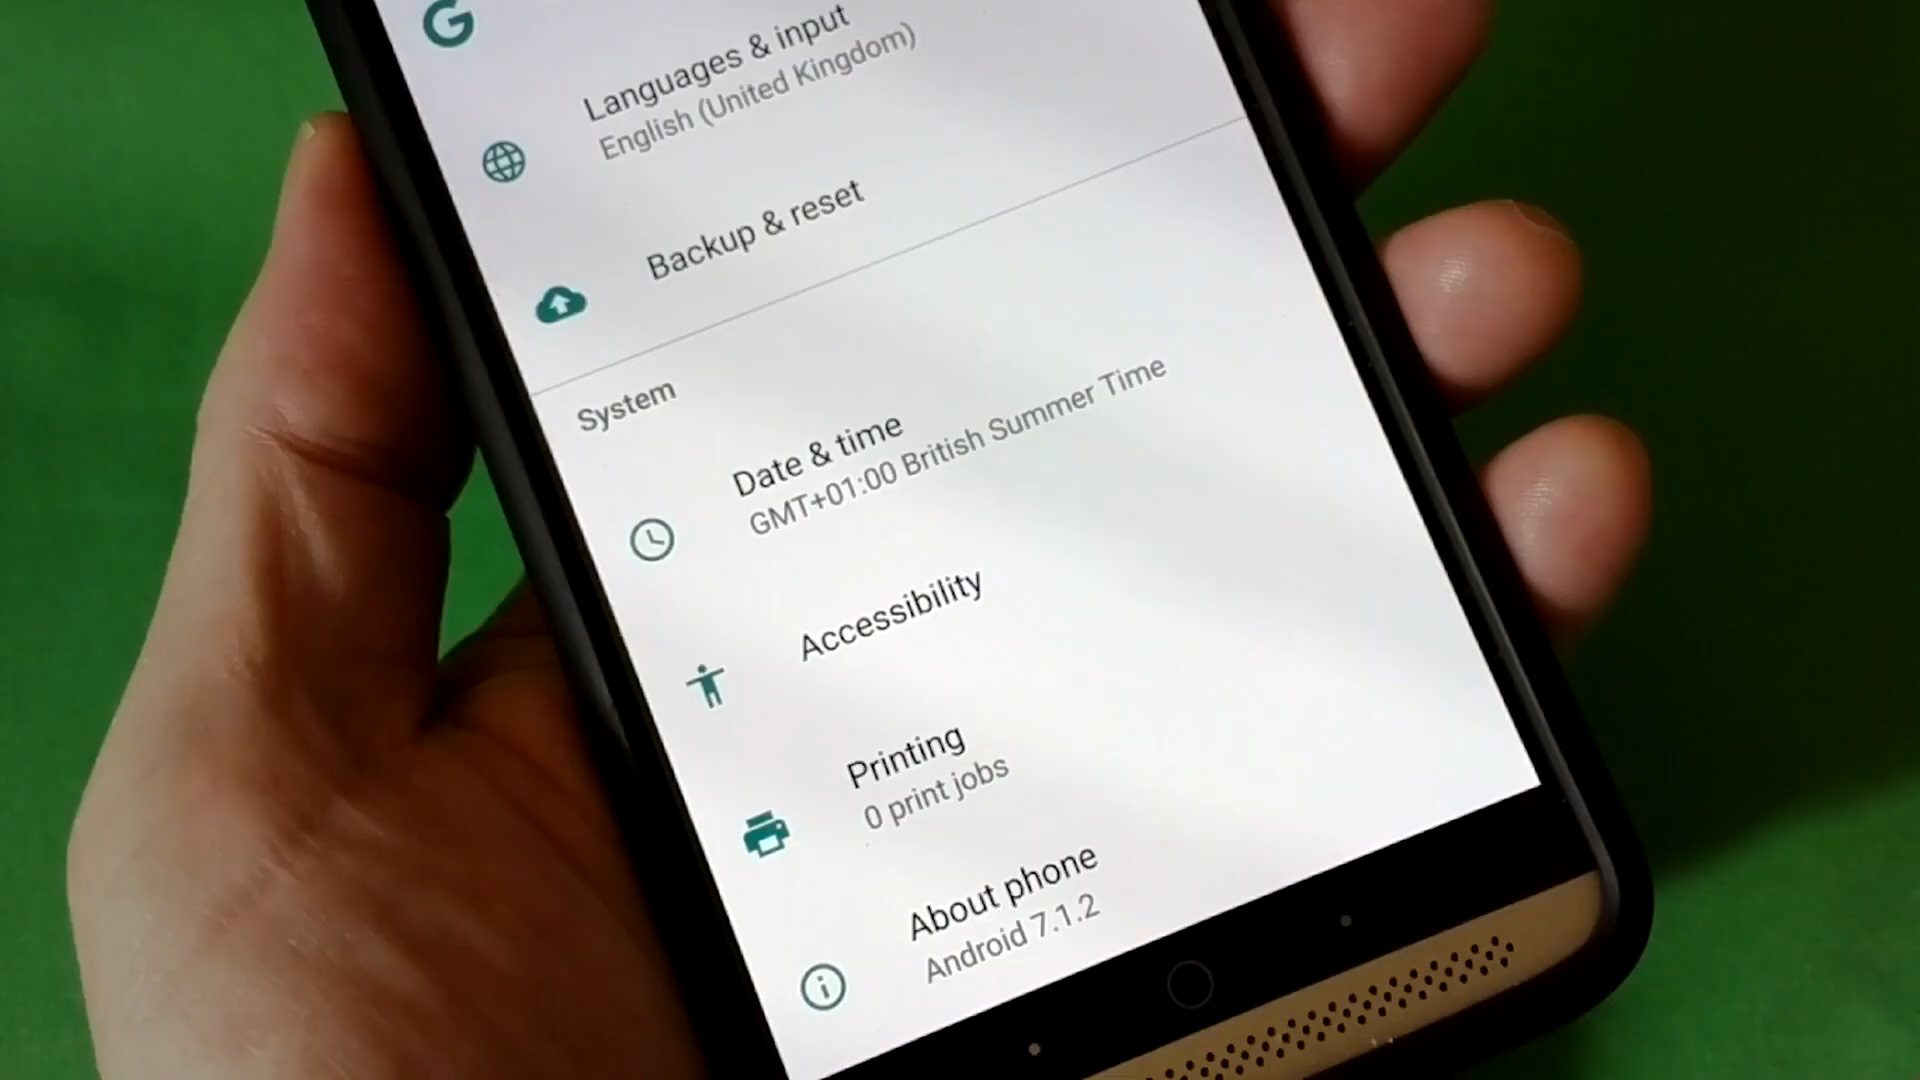 Languages & input
English (United Kingdom)
Backup & reset
System
Date & time
GMT+01:00 British Summer Time
Accessibility
Printing
0 print jobs
About phone
Android 7.1.2